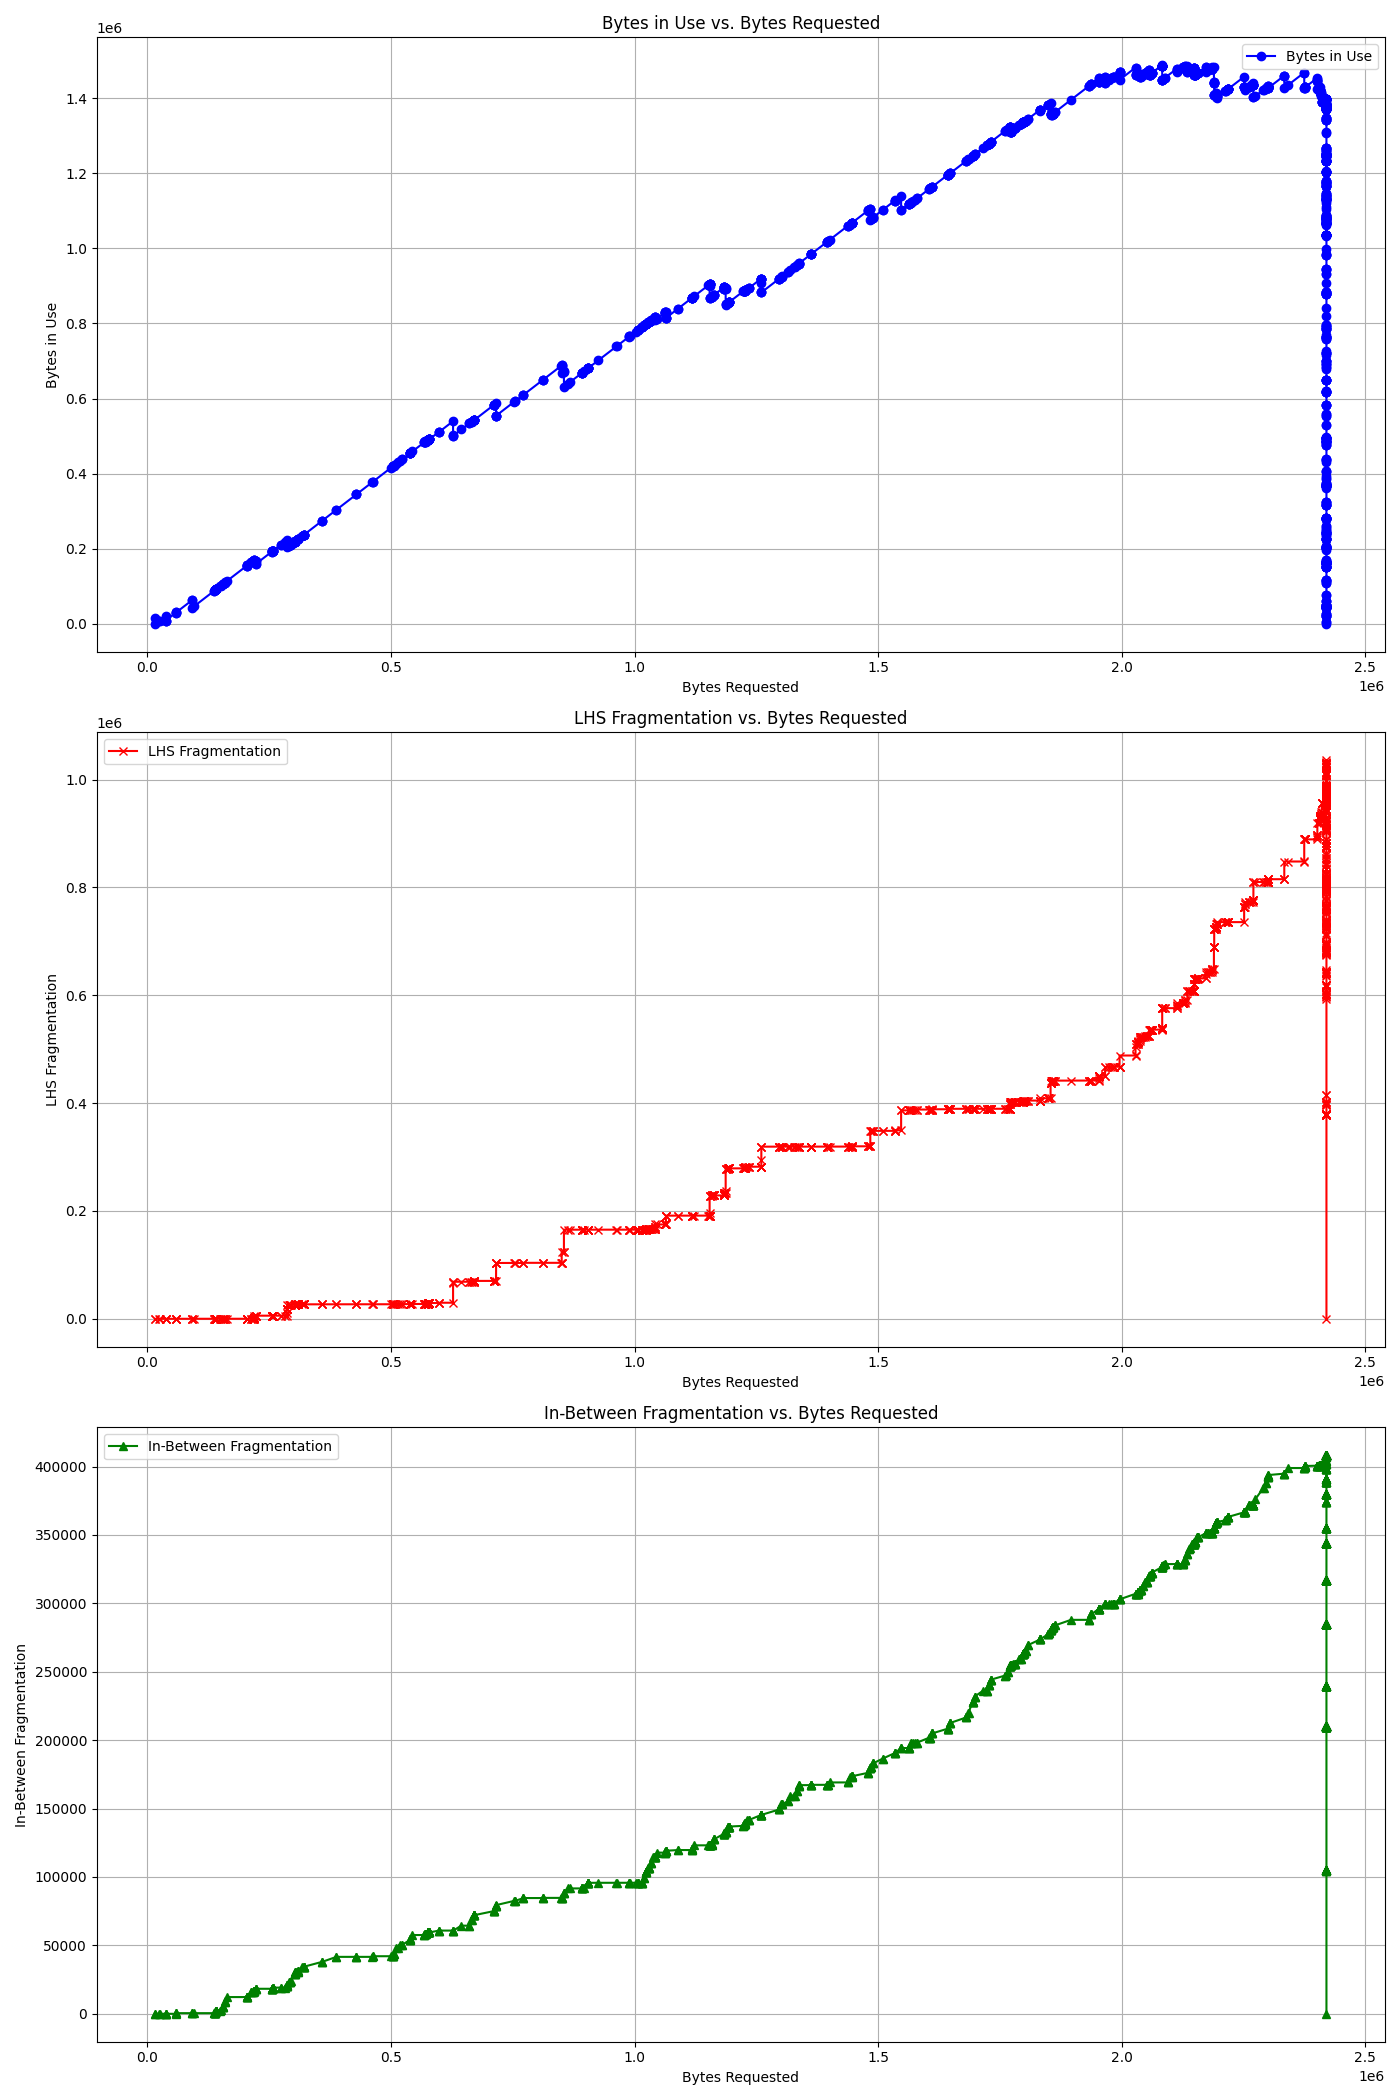 Bytes in Use vs. Bytes Requested
1e6
Bytes in Use
1.4
1.2
1.0
0.8
0.6
0.4
0.2
0.0
Bytes in Use
0.0 0.5 1.0 1.5 2.0 2.5
1e6
Bytes Requested
LHS Fragmentation vs. Bytes Requested
1e6
LHS Fragmentation
1.0
0.8
0.6
0.4
0.2
0.0
LHS Fragmentation
0.0 0.5 1.0 1.5 2.0 2.5
1e6
Bytes Requested
In-Between Fragmentation vs. Bytes Requested
In-Between Fragmentation
400000
350000
300000
250000
200000
150000
100000
50000
0
In-Between Fragmentation
0.0 0.5 1.0 1.5 2.0 2.5
1e6
Bytes Requested